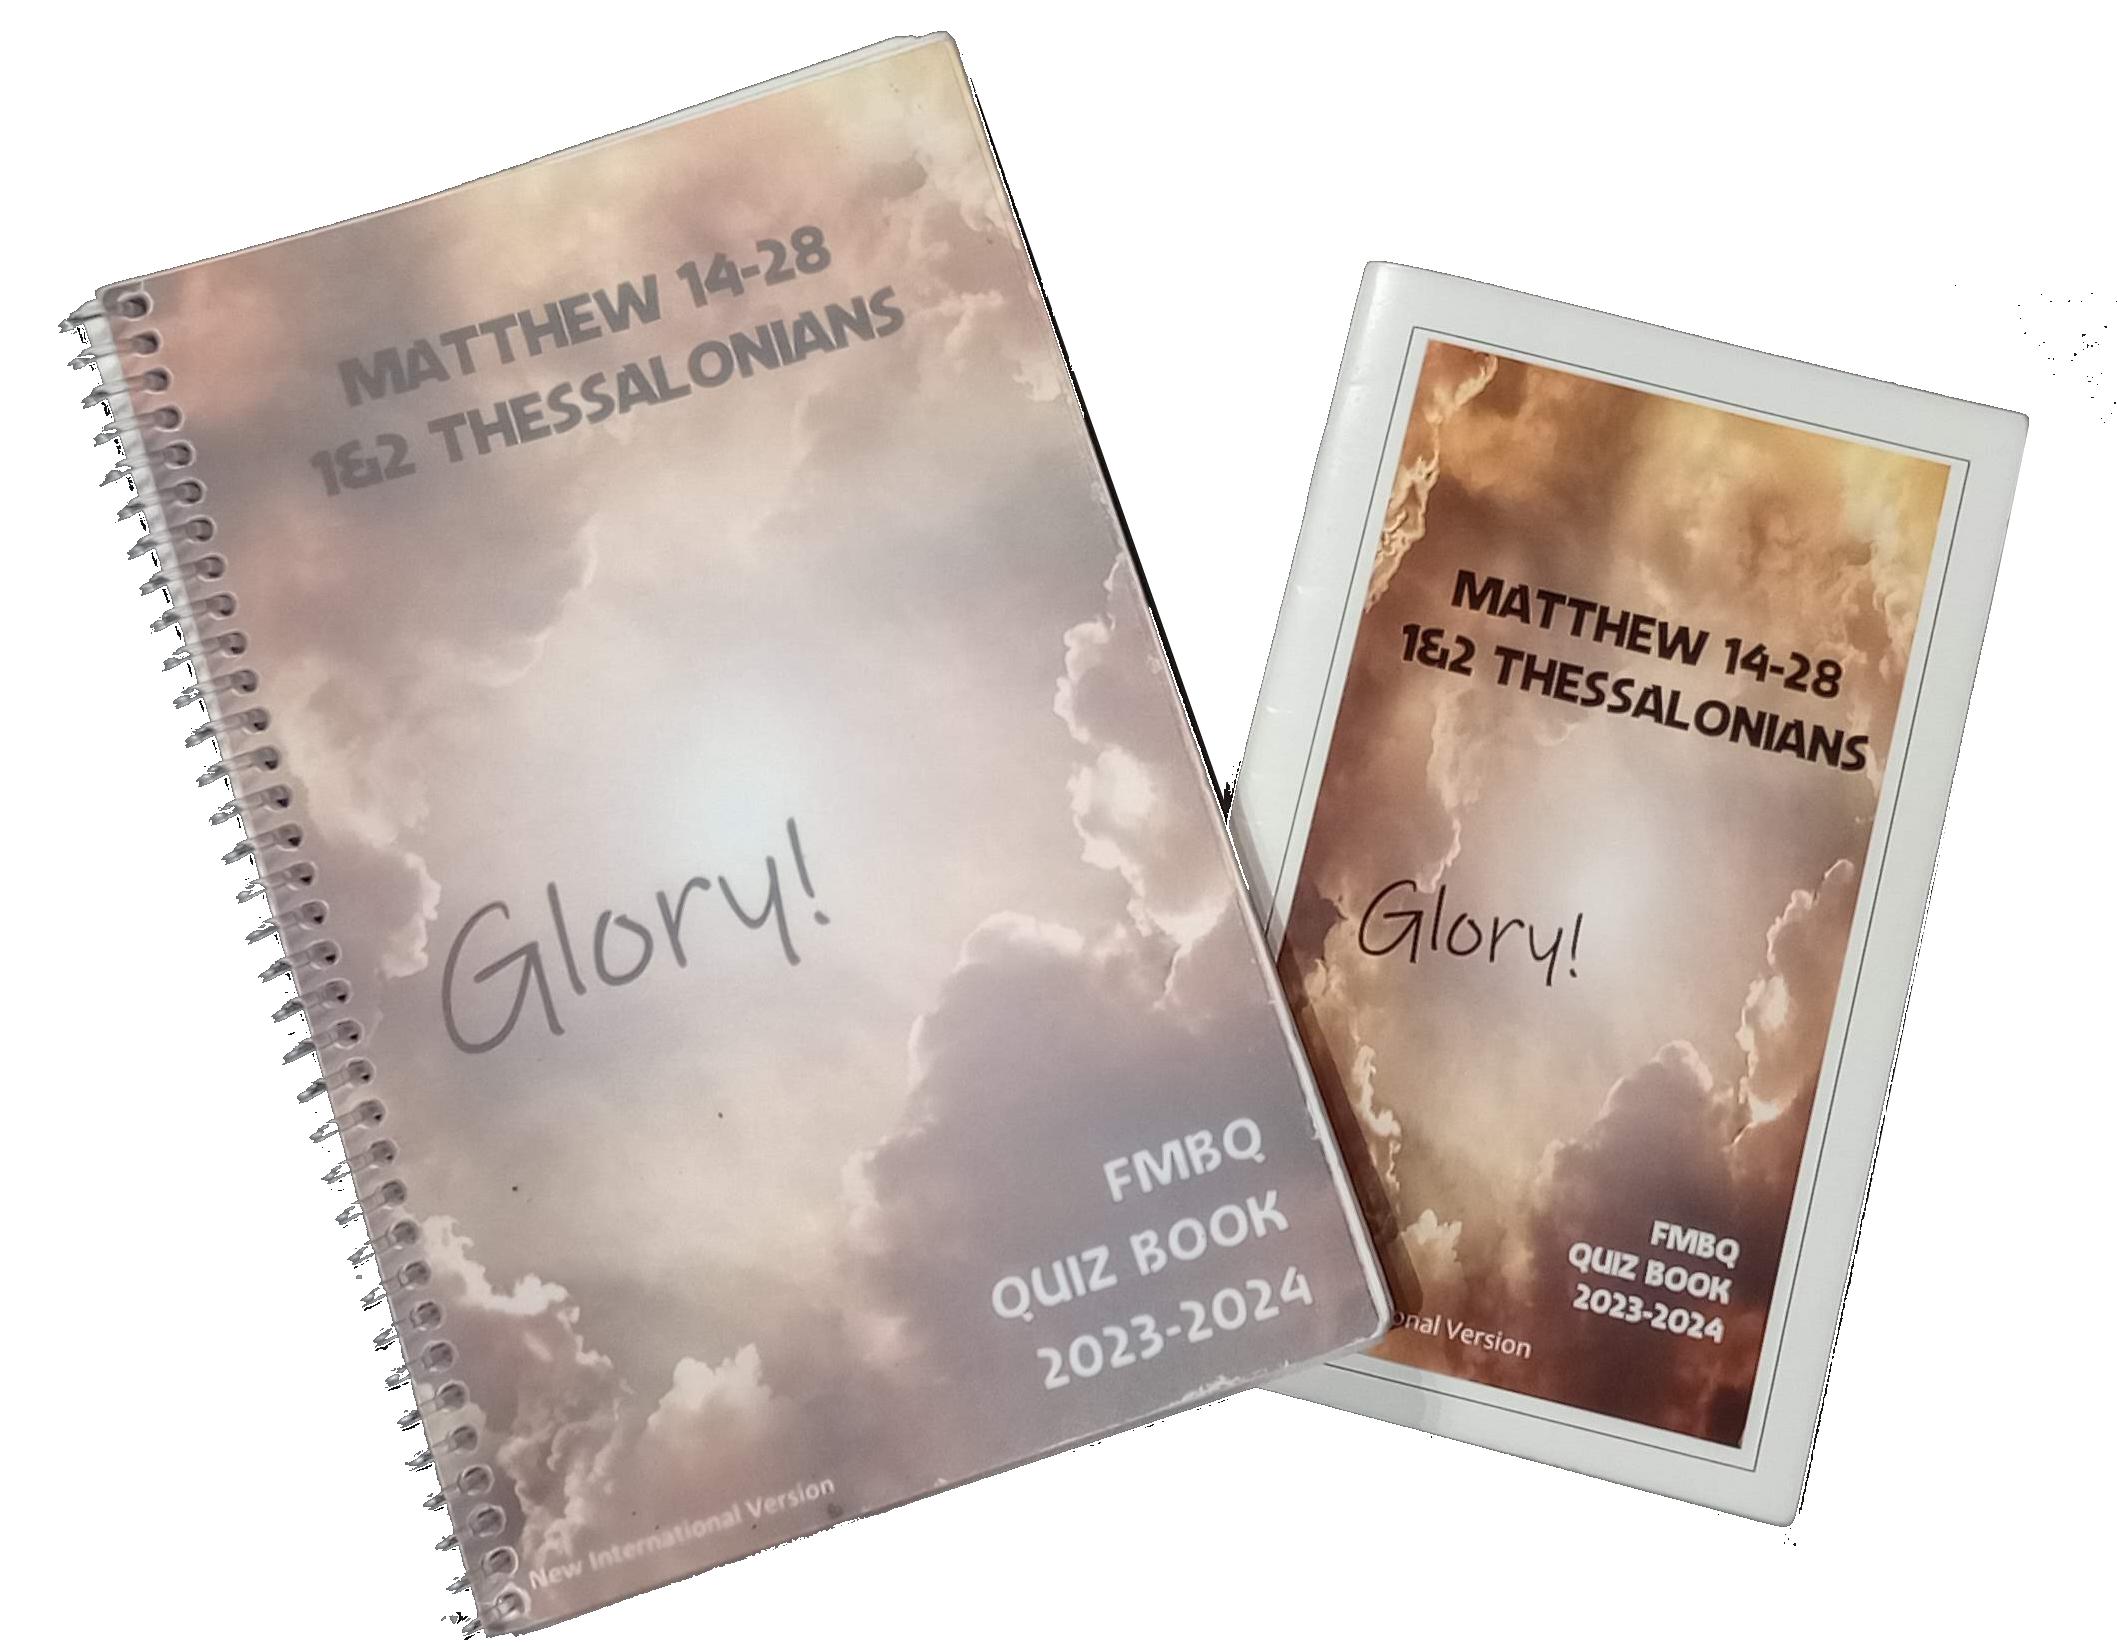 MATTHEW 14-28
1&2 THESSALONIANS
Glory!
FMBQ
QUIZ BOOK
2023-2024
New International Version
MATTHEW 14-28
1&2 THESSALONIANS
Glory!
FMBQ
QUIZ BOOK
2023-2024
onal Version